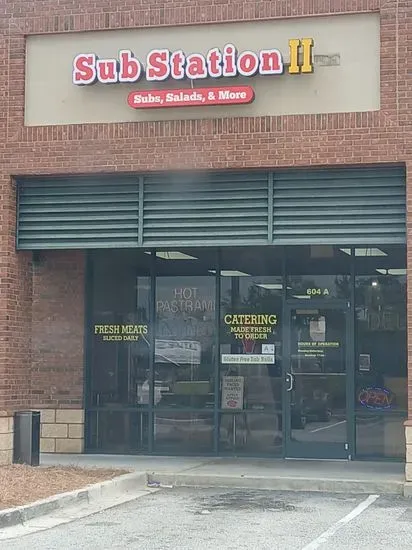 Sub Station II
Subs, Salads, & More
604 A
HOT
PASTRAMI
CATERING
MADE FRESH
TO ORDER
FRESH MEATS
SLICED DAILY
A
HOURS OF OPERATION
Gluten Free Sub Rolls
OPEN